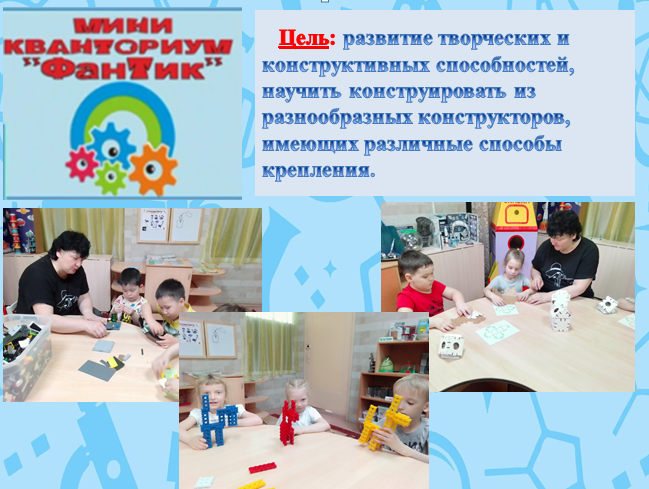 МИНИ
КВАНТОРИУМ
"ФанТик"
Цель: развитие творческих и
конструктивных способностей,
научить конструировать из
разнообразных конструкторов,
имеющих различные способы
крепления.